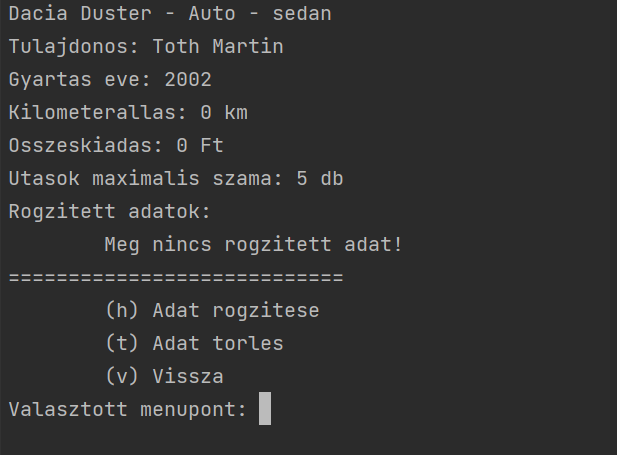 Dacia Duster - Auto - sedan
Tulajdonos: Toth Martin
Gyartas eve: 2002
Kilometerallas: 0 km
Osszeskiadas: 0 Ft
Utasok maximalis szama: 5 db
Rogzitett adatok:
Meg nincs rogzitett adat!
============================
(h) Adat rogzitese
(t) Adat torles
(v) Vissza
Valasztott menupont: